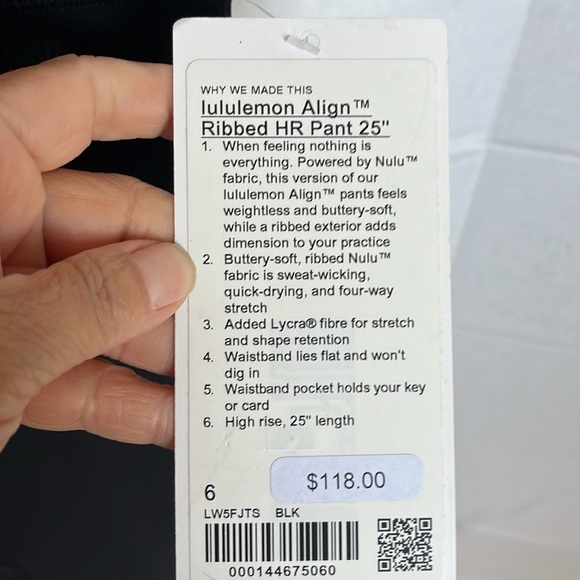 WHY WE MADE THIS
lululemon Align™
Ribbed HR Pant 25"
1. When feeling nothing is
everything. Powered by Nulu™
fabric, this version of our
lululemon Align™ pants feels
weightless and buttery-soft,
while a ribbed exterior adds
dimension to your practice
2. Buttery-soft, ribbed Nulu™
fabric is sweat-wicking,
quick-drying, and four-way
stretch
3. Added Lycra® fibre for stretch
and shape retention
4. Waistband lies flat and won't
dig in
5. Waistband pocket holds your key
or card
6. High rise, 25" length
6
$118.00
LW5FJTS BLK
000144675060